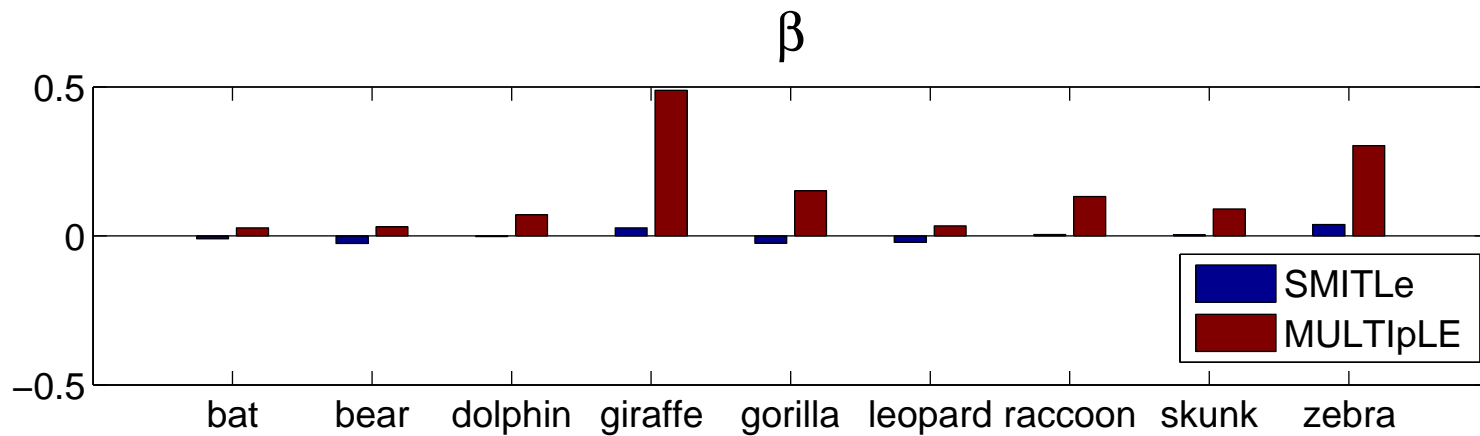 β
0.5
0
−0.5
SMITLe
MULTIpLE
bat bear dolphin giraffe gorilla leopard raccoon skunk zebra